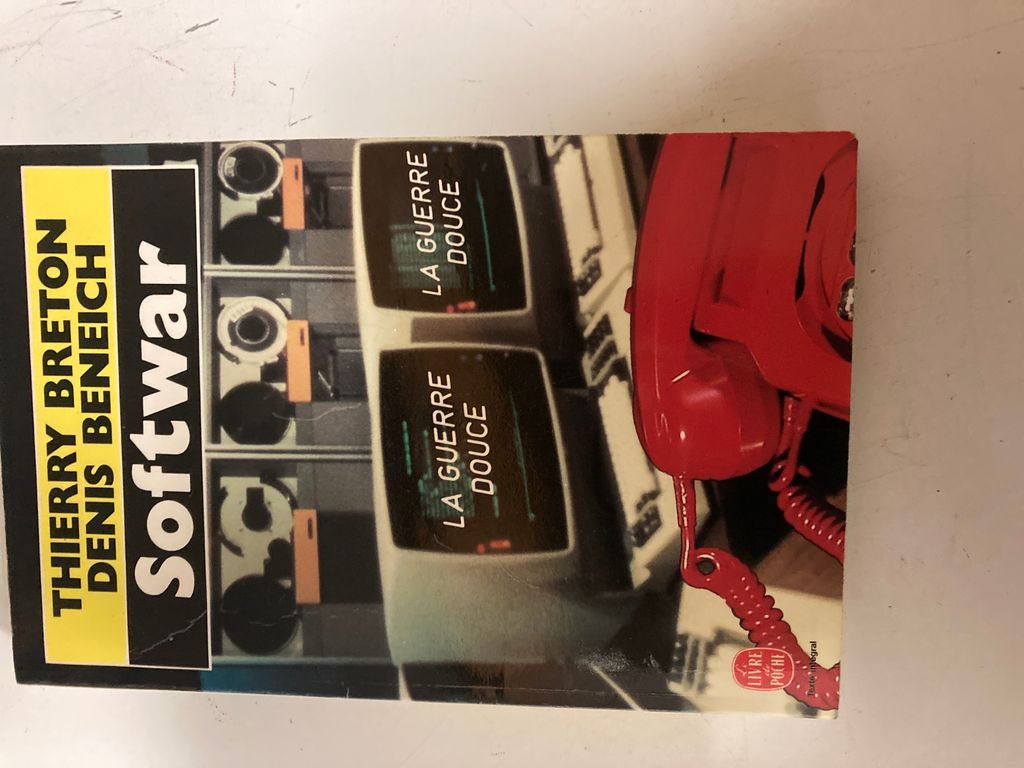 THIERRY BRETON
DENIS BENEICH
Softwar
LA GUERRE
DOUCE
LA GUERRE
DOUCE
Le
LIVRE
de
POCHE
Texte intégral